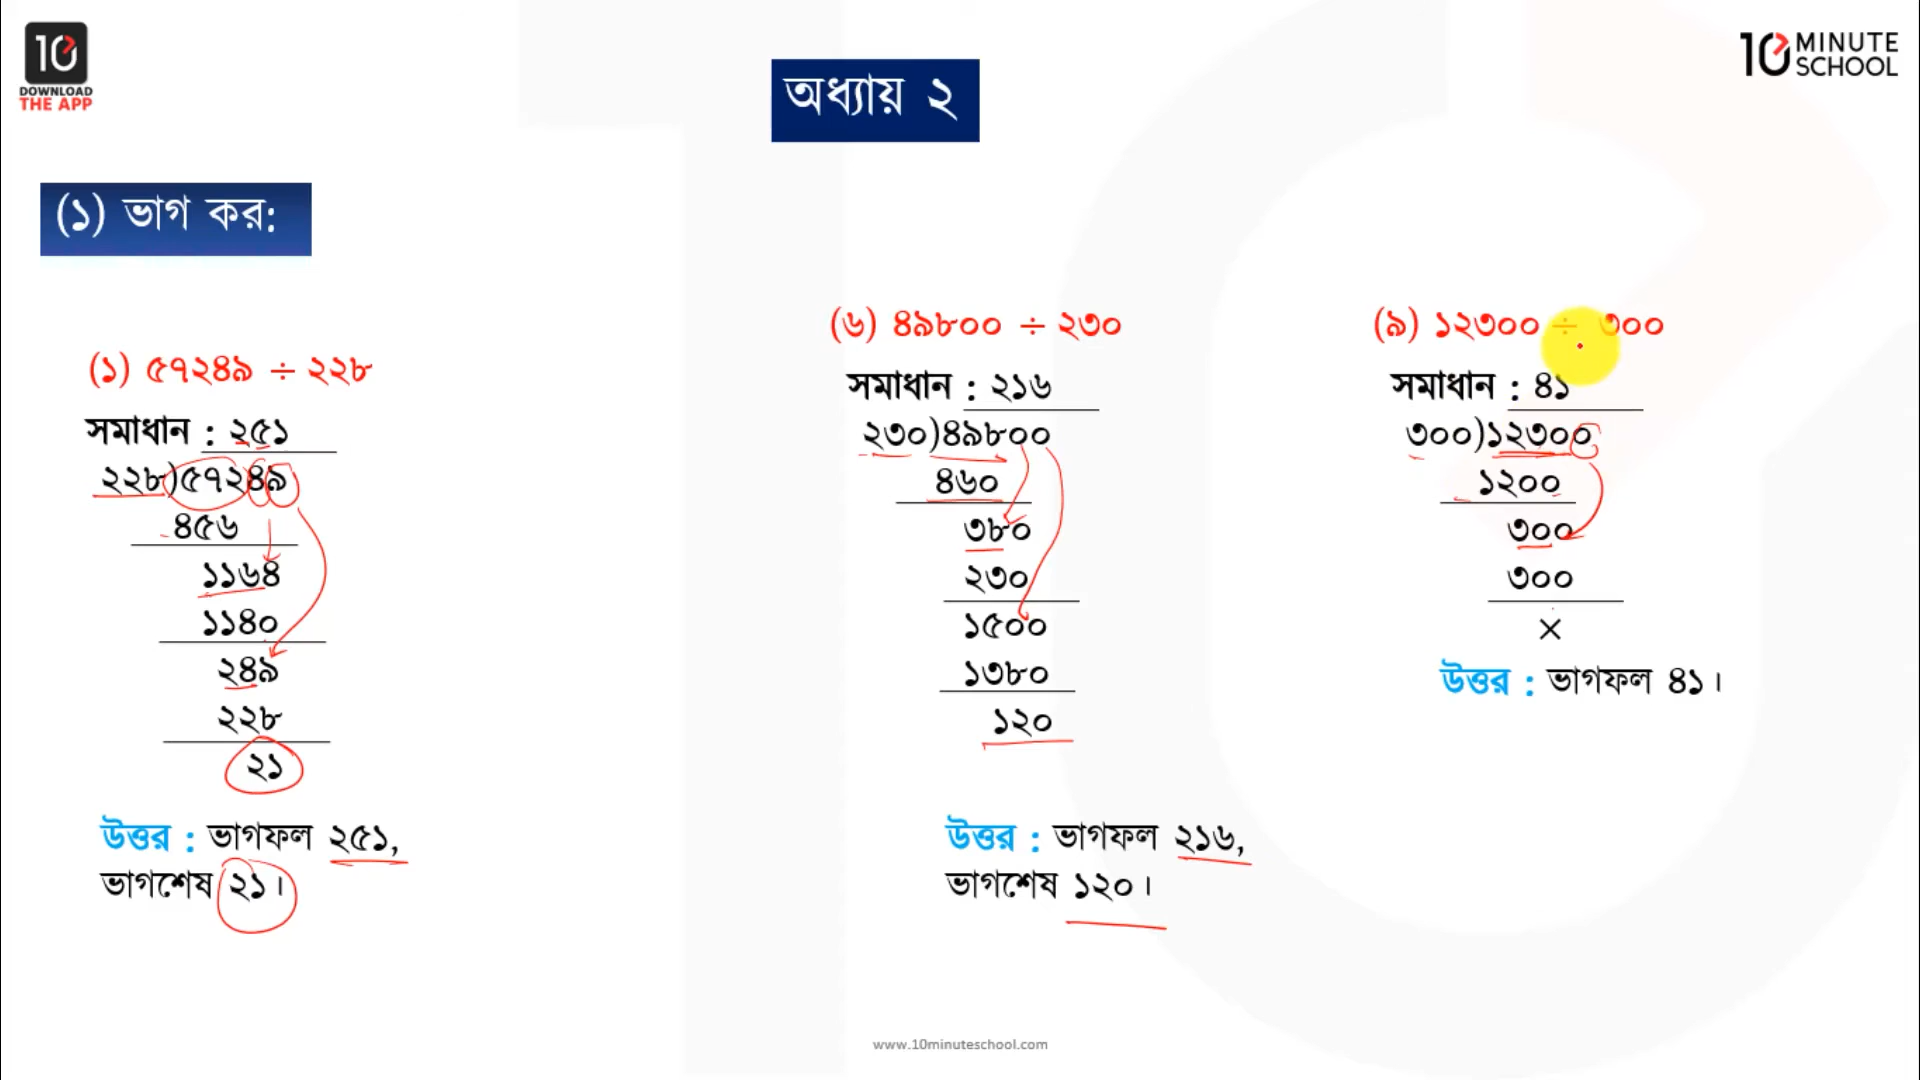 10
DOWNLOAD
THE APP
10 MINUTE
SCHOOL
অধ্যায় ২
(১) ভাগ কর:
(১) ৫৭২৪৯ ÷ ২২৮
সমাধান : ২৫১
২২৮)৫৭২৪৯
৪৫৬
১১৬৪
১১৪০
২৪৯
২২৮
২১
উত্তর : ভাগফল ২৫১,
ভাগশেষ ২১।
(৬) ৪৯৮০০ ÷ ২৩০
সমাধান : ২১৬
২৩০)৪৯৮০০
৪৬০
৩৮০
২৩০
১৫০০
১৩৮০
১২০
উত্তর : ভাগফল ২১৬,
ভাগশেষ ১২০।
(৯) ১২৩০০ ÷ ৩০০
সমাধান : ৪১
৩০০)১২৩০০
১২০০
৩০০
৩০০
×
উত্তর : ভাগফল ৪১।
www.10minuteschool.com